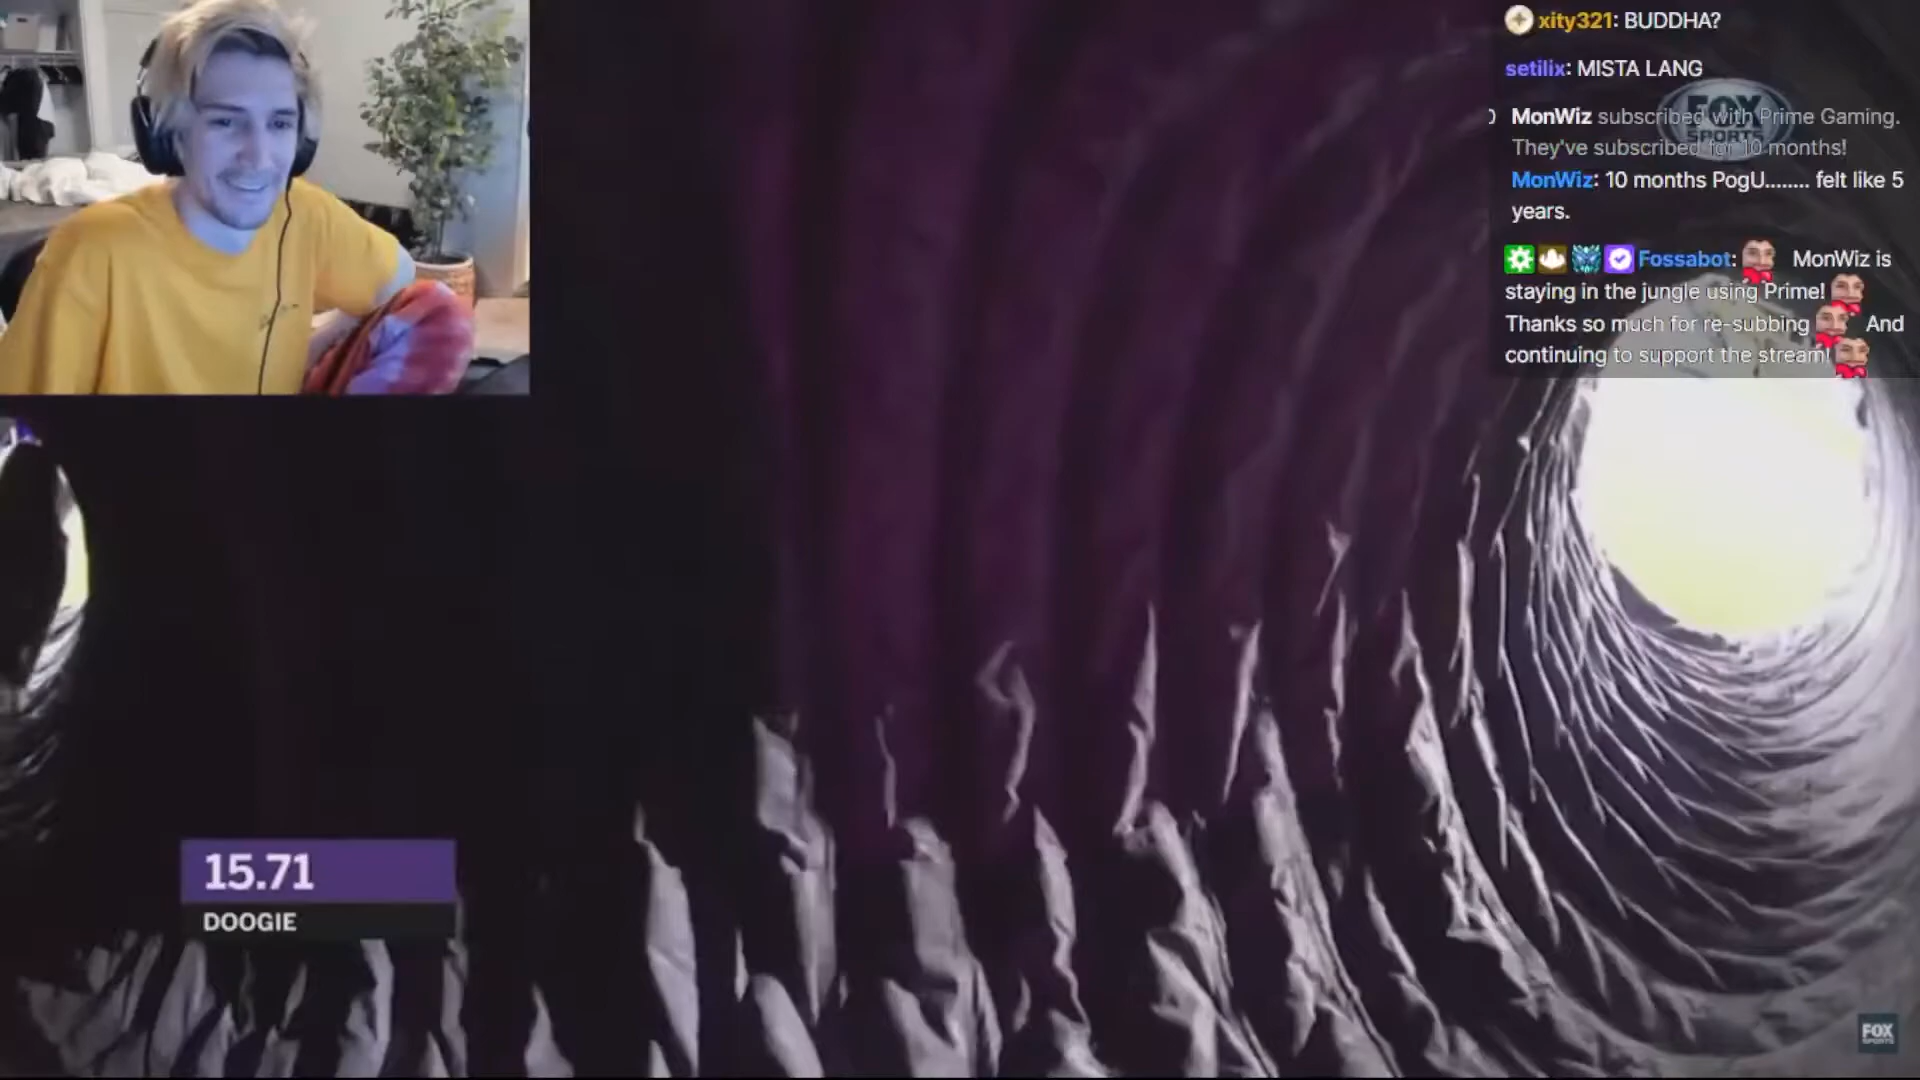 xity321: BUDDHA?
setilix: MISTA LANG
FOX
SPORTS
MonWiz subscribed with Prime Gaming.
They've subscribed for 10 months!
MonWiz: 10 months PogU........ felt like 5
years.
Fossabot: MonWiz is
staying in the jungle using Prime!
Thanks so much for re-subbing And
continuing to support the stream!
15.71
DOOGIE
FOX
SPORTS